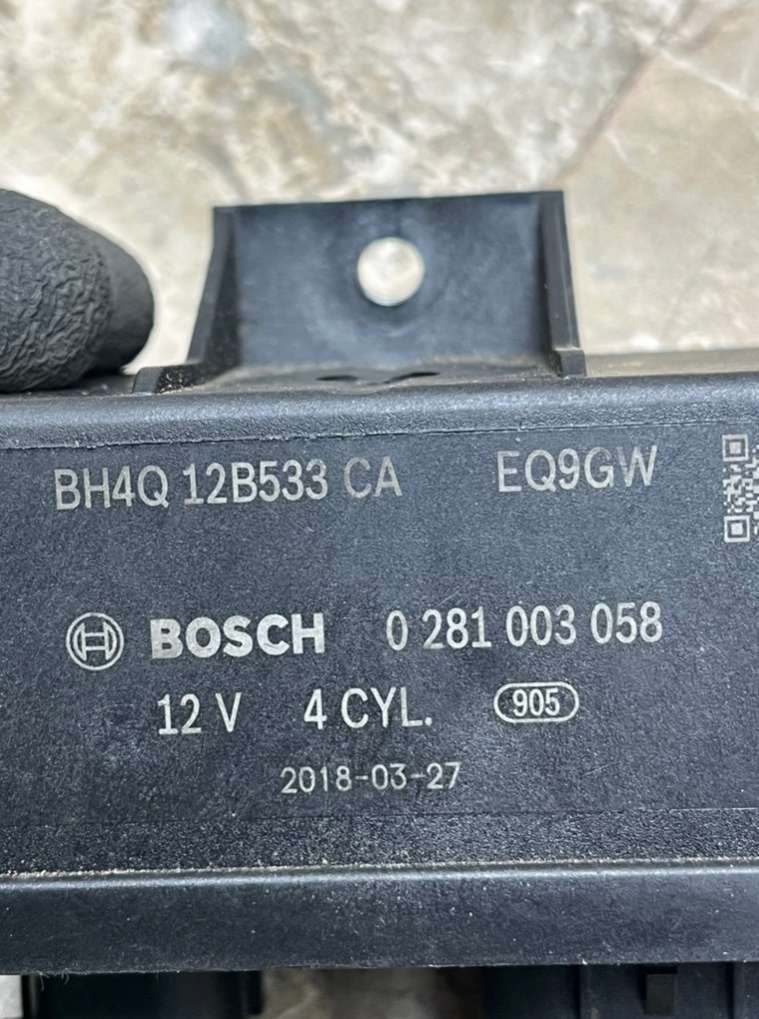 BH4Q 12B533 CA EQ9GW
BOSCH 0 281 003 058
12 V 4 CYL. 905
2018-03-27